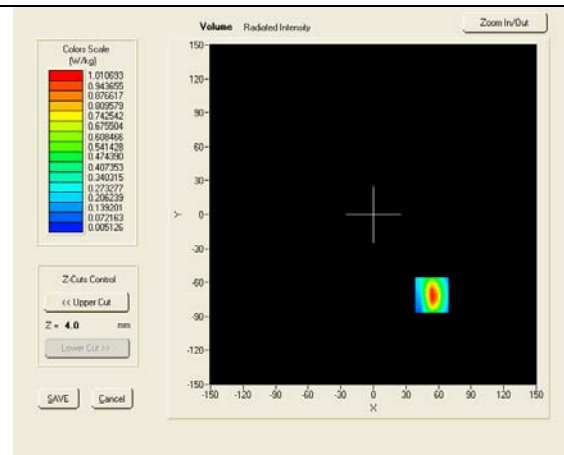 Volume Radiated Intensity
Zoom In/Out
Colors Scale
(W/kg)
1.010693
0.943655
0.876617
0.809579
0.742542
0.675504
0.608466
0.541428
0.474390
0.407353
0.340315
0.273277
0.206239
0.139201
0.072163
0.005126
150-
120-
90-
60-
30-
0-
-30-
-60-
-90-
-120-
-150-
Y
-150 -120 -90 -60 -30 0 30 60 90 120 150
X
Z-Cuts Control
<< Upper Cut
Z = 4.0 mm
Lower Cut >>
SAVE Cancel